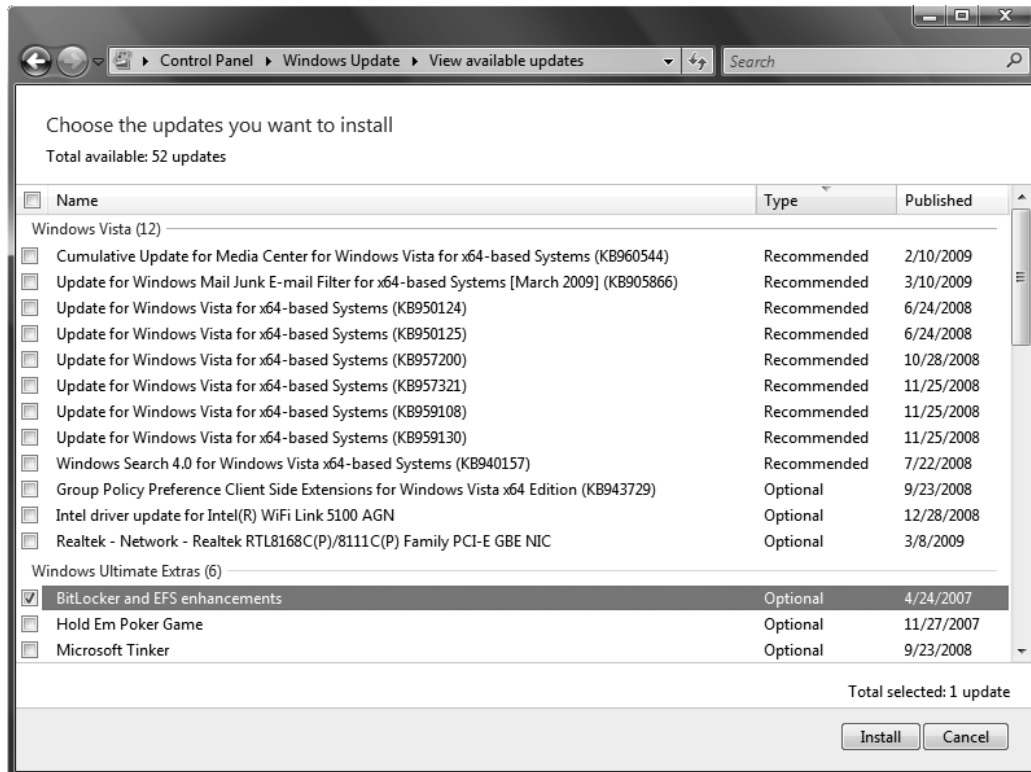 Control Panel Windows Update View available updates Search
Choose the updates you want to install
Total available: 52 updates
Name Type Published
Windows Vista (12)
Cumulative Update for Media Center for Windows Vista for x64-based Systems (KB960544) Recommended 2/10/2009
Update for Windows Mail Junk E-mail Filter for x64-based Systems [March 2009] (KB905866) Recommended 3/10/2009
Update for Windows Vista for x64-based Systems (KB950124) Recommended 6/24/2008
Update for Windows Vista for x64-based Systems (KB950125) Recommended 6/24/2008
Update for Windows Vista for x64-based Systems (KB957200) Recommended 10/28/2008
Update for Windows Vista for x64-based Systems (KB957321) Recommended 11/25/2008
Update for Windows Vista for x64-based Systems (KB959108) Recommended 11/25/2008
Update for Windows Vista for x64-based Systems (KB959130) Recommended 11/25/2008
Windows Search 4.0 for Windows Vista x64-based Systems (KB940157) Recommended 7/22/2008
Group Policy Preference Client Side Extensions for Windows Vista x64 Edition (KB943729) Optional 9/23/2008
Intel driver update for Intel(R) WiFi Link 5100 AGN Optional 12/28/2008
Realtek - Network - Realtek RTL8168C(P)/8111C(P) Family PCI-E GBE NIC Optional 3/8/2009
Windows Ultimate Extras (6)
BitLocker and EFS enhancements Optional 4/24/2007
Hold Em Poker Game Optional 11/27/2007
Microsoft Tinker Optional 9/23/2008
Total selected: 1 update
Install Cancel